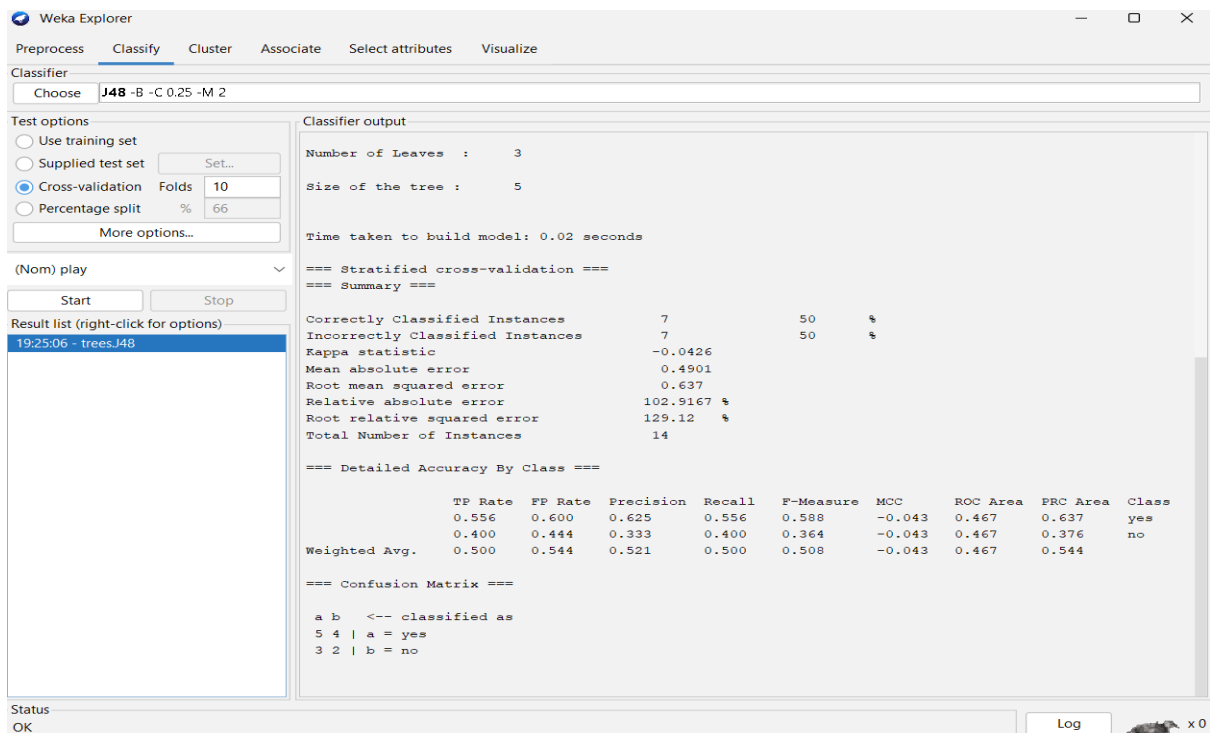 Weka Explorer
Preprocess Classify Cluster Associate Select attributes Visualize
Classifier
Choose J48 -B -C 0.25 -M 2
Test options
Use training set
Supplied test set Set...
Cross-validation Folds 10
Percentage split % 66
More options...
(Nom) play
Start Stop
Result list (right-click for options)
19:25:06 - trees.J48
Classifier output
Number of Leaves : 3
Size of the tree : 5
Time taken to build model: 0.02 seconds
=== Stratified cross-validation ===
=== Summary ===
Correctly Classified Instances 7 50 %
Incorrectly Classified Instances 7 50 %
Kappa statistic -0.0426
Mean absolute error 0.4901
Root mean squared error 0.637
Relative absolute error 102.9167 %
Root relative squared error 129.12 %
Total Number of Instances 14
=== Detailed Accuracy By Class ===
TP Rate FP Rate Precision Recall F-Measure MCC ROC Area PRC Area Class
0.556 0.600 0.625 0.556 0.588 -0.043 0.467 0.637 yes
0.400 0.444 0.333 0.400 0.364 -0.043 0.467 0.376 no
Weighted Avg. 0.500 0.544 0.521 0.500 0.508 -0.043 0.467 0.544
=== Confusion Matrix ===
a b <-- classified as
5 4 | a = yes
3 2 | b = no
Status
OK
Log x 0